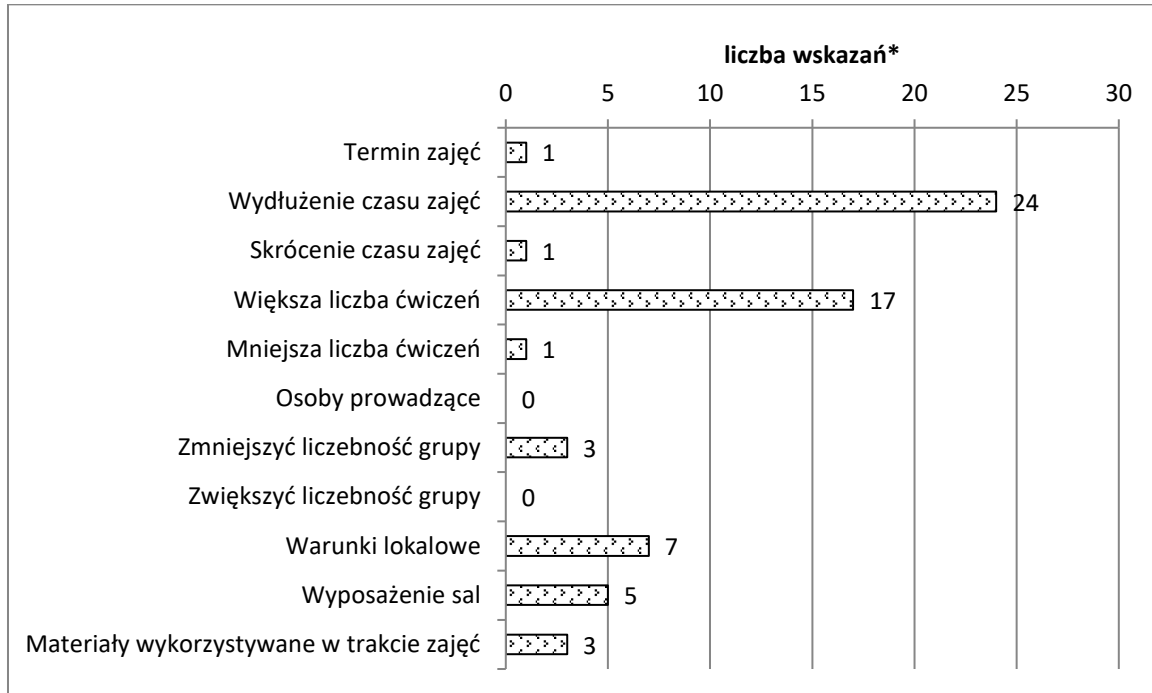 liczba wskazań*
0 5 10 15 20 25 30
Termin zajęć 1
Wydłużenie czasu zajęć 24
Skrócenie czasu zajęć 1
Większa liczba ćwiczeń 17
Mniejsza liczba ćwiczeń 1
Osoby prowadzące 0
Zmniejszyć liczebność grupy 3
Zwiększyć liczebność grupy 0
Warunki lokalowe 7
Wyposażenie sal 5
Materiały wykorzystywane w trakcie zajęć 3